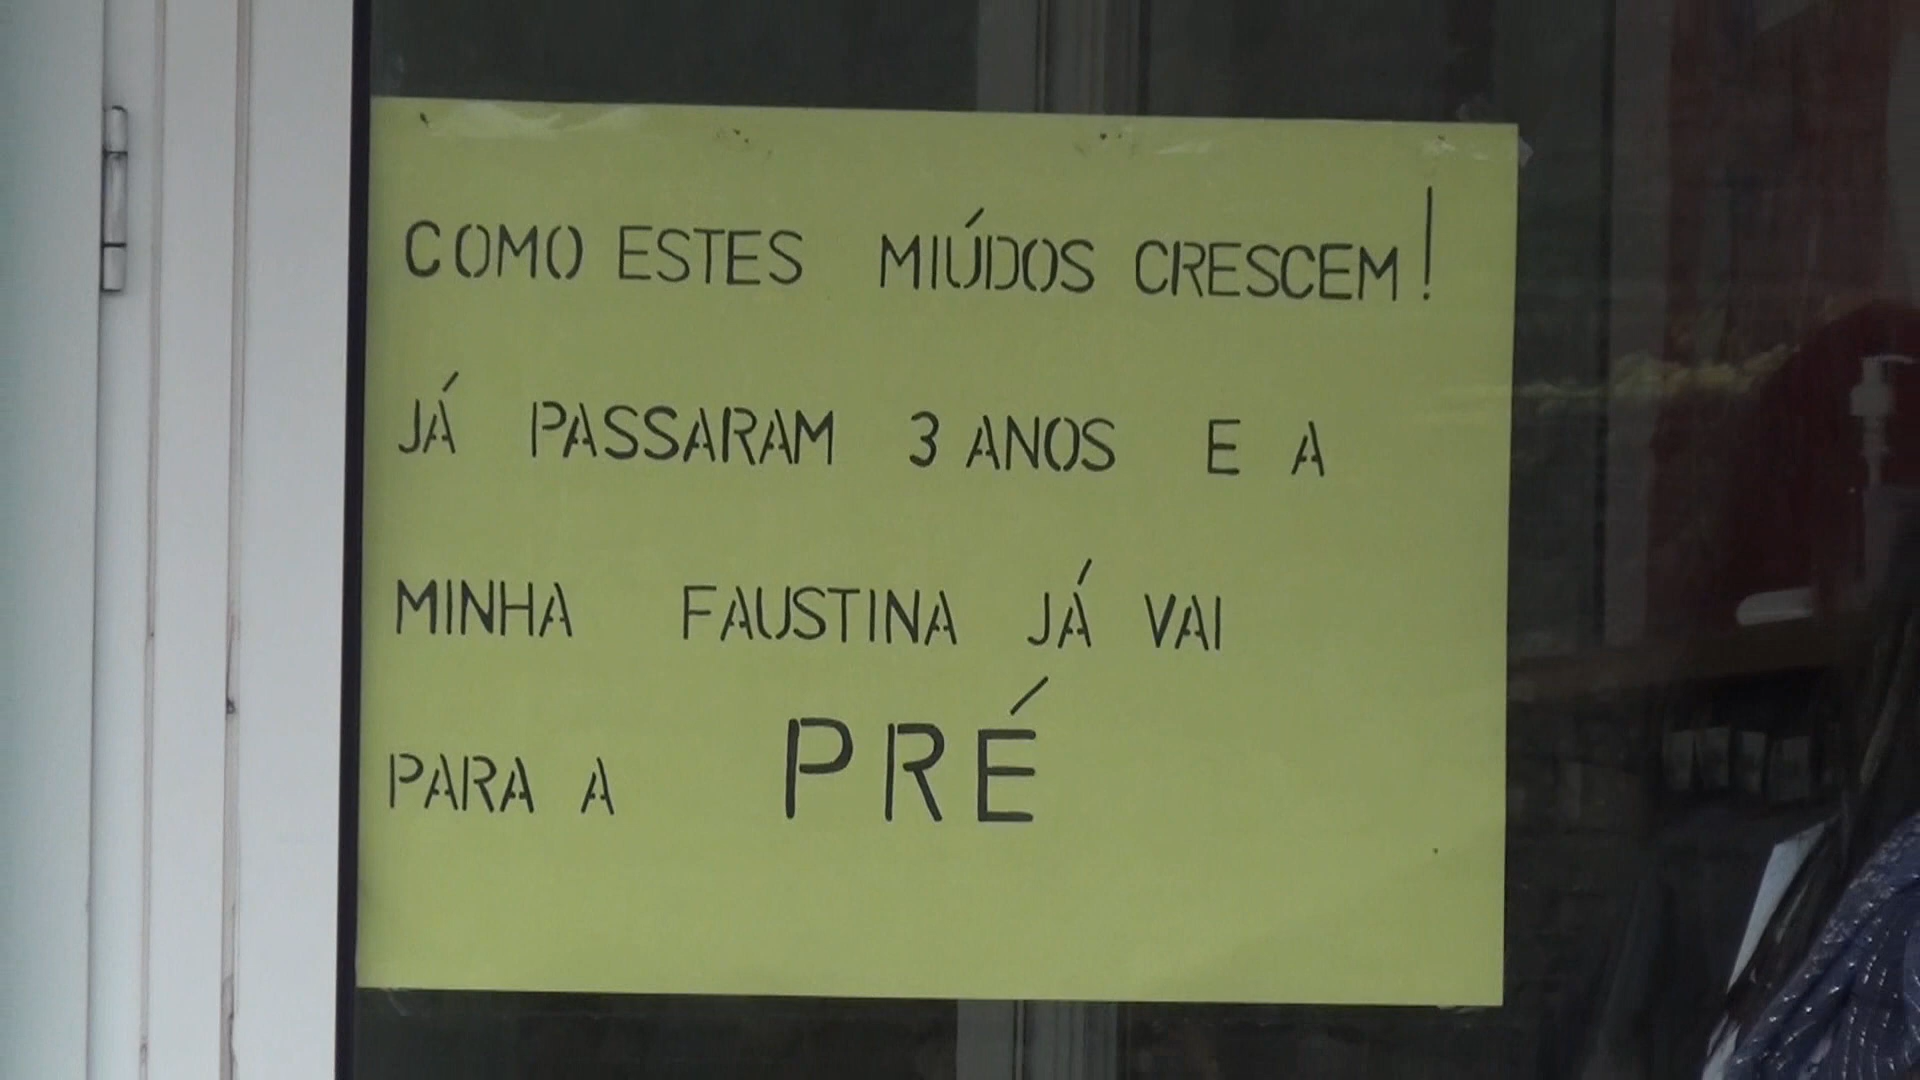 COMO ESTES MIÚDOS CRESCEM!
JÁ PASSARAM 3 ANOS E A
MINHA FAUSTINA JÁ VAI
PARA A PRÉ